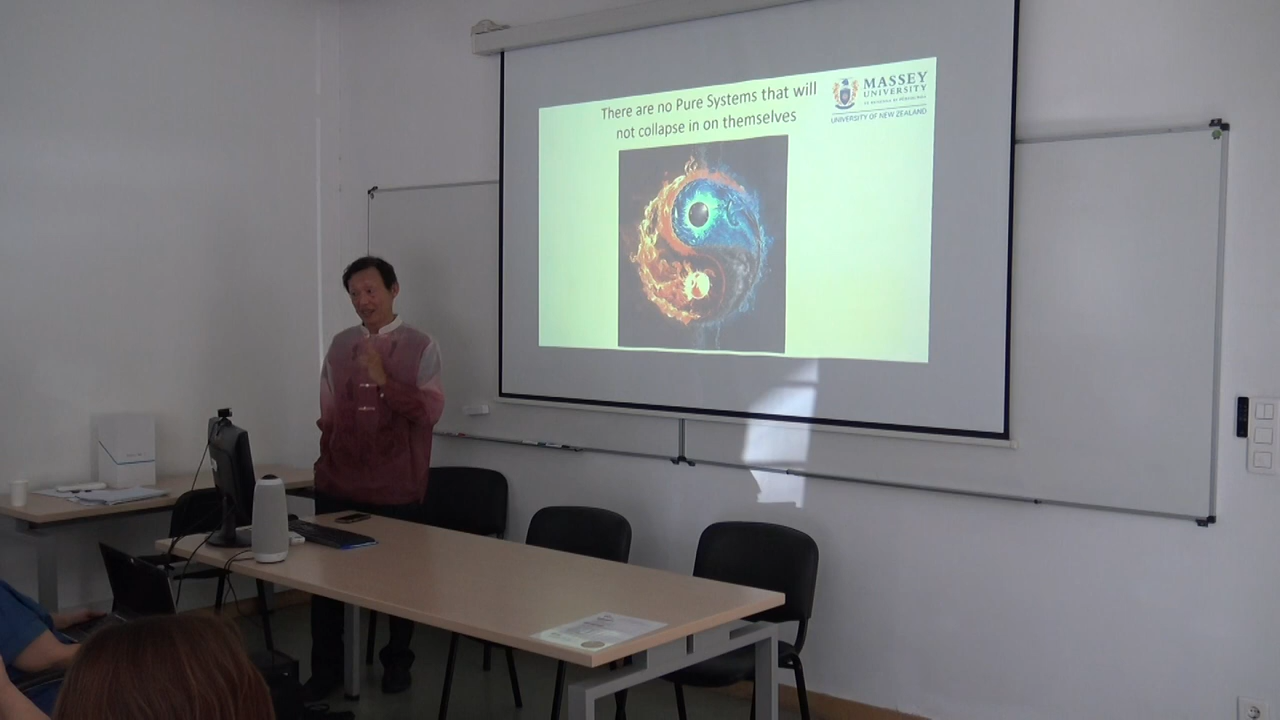 There are no Pure Systems that will
not collapse in on themselves
MASSEY
UNIVERSITY
UNIVERSITY OF NEW ZEALAND